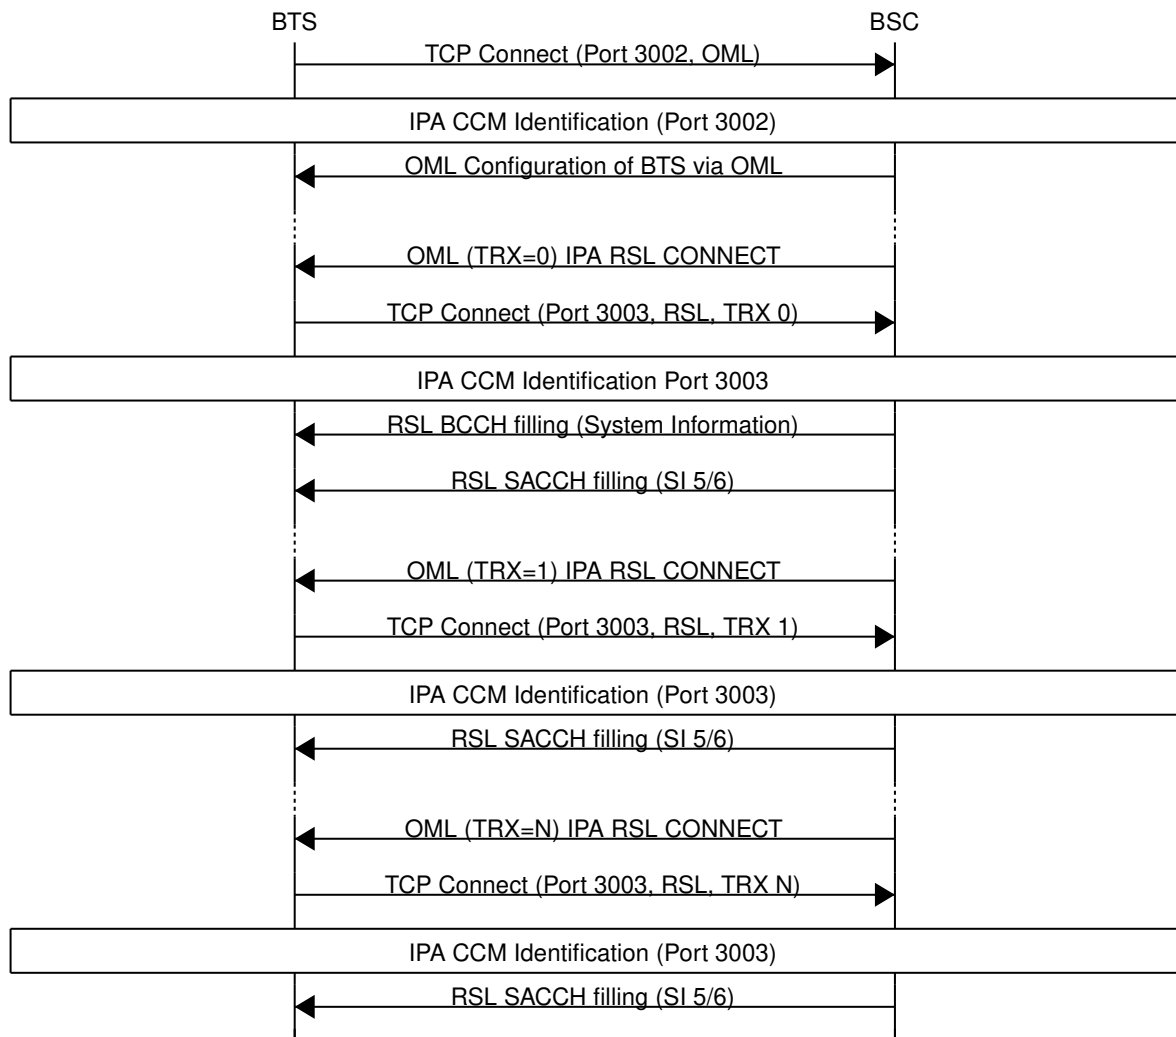 BTS BSC
TCP Connect (Port 3002, OML)
IPA CCM Identification (Port 3002)
OML Configuration of BTS via OML
OML (TRX=0) IPA RSL CONNECT
TCP Connect (Port 3003, RSL, TRX 0)
IPA CCM Identification Port 3003
RSL BCCH filling (System Information)
RSL SACCH filling (SI 5/6)
OML (TRX=1) IPA RSL CONNECT
TCP Connect (Port 3003, RSL, TRX 1)
IPA CCM Identification (Port 3003)
RSL SACCH filling (SI 5/6)
OML (TRX=N) IPA RSL CONNECT
TCP Connect (Port 3003, RSL, TRX N)
IPA CCM Identification (Port 3003)
RSL SACCH filling (SI 5/6)